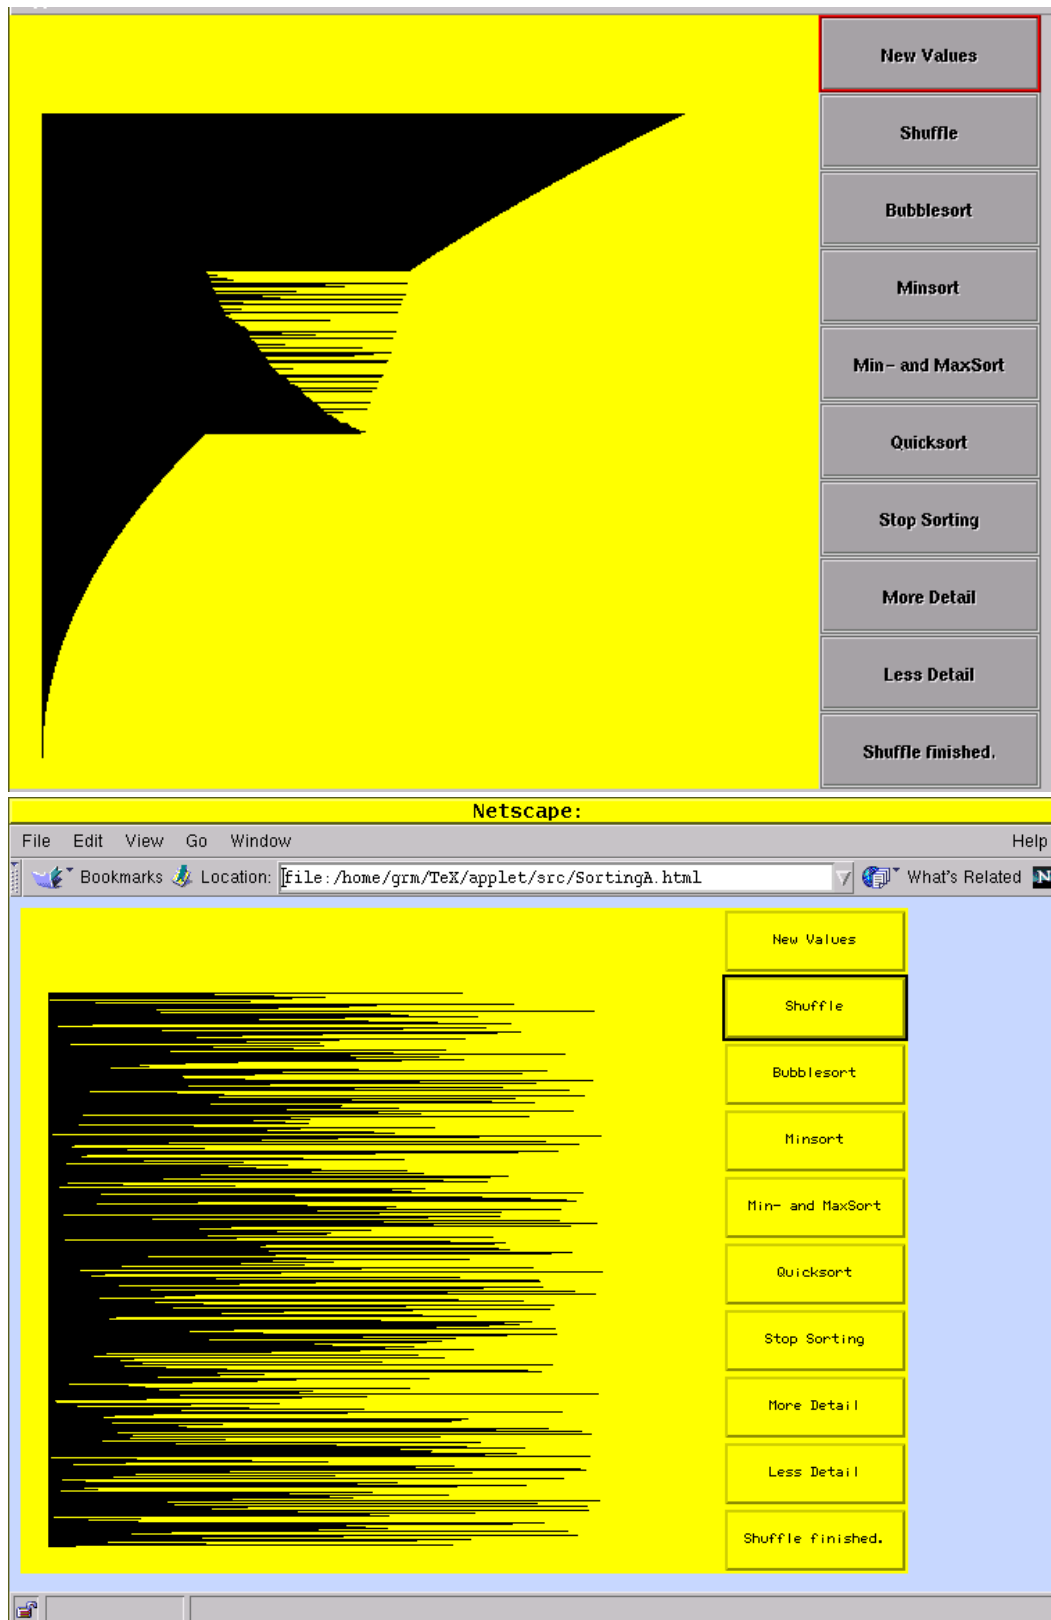 New Values
Shuffle
Bubblesort
Minsort
Min- and MaxSort
Quicksort
Stop Sorting
More Detail
Less Detail
Shuffle finished.
Netscape:
File Edit View Go Window Help
Bookmarks Location: file:/home/grm/TeX/applet/src/SortingA.html What's Related N
New Values
Shuffle
Bubblesort
Minsort
Min- and MaxSort
Quicksort
Stop Sorting
More Detail
Less Detail
Shuffle finished.